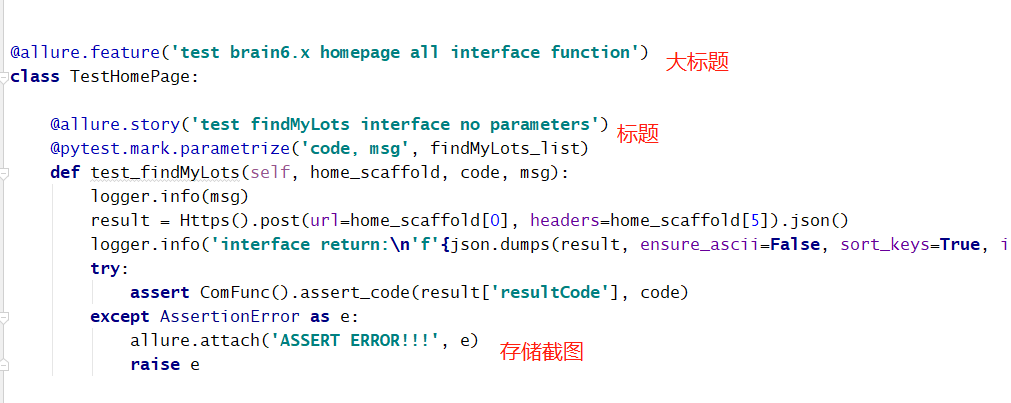 @allure.feature('test brain6.x homepage all interface function')
大标题
class TestHomePage:
@allure.story('test findMyLots interface no parameters')
标题
@pytest.mark.parametrize('code, msg', findMyLots_list)
def test_findMyLots(self, home_scaffold, code, msg):
logger.info(msg)
result = Https().post(url=home_scaffold[0], headers=home_scaffold[5]).json()
logger.info('interface return:\n'f'{json.dumps(result, ensure_ascii=False, sort_keys=True, i
try:
assert ComFunc().assert_code(result['resultCode'], code)
except AssertionError as e:
allure.attach('ASSERT ERROR!!!', e)
存储截图
raise e